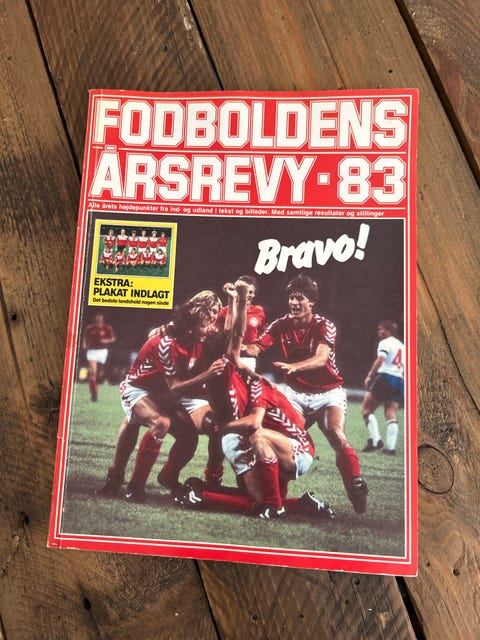 FODBOLDENS
ÅRSREVY·83
Alle årets højdepunkter fra ind- og udland i tekst og billeder. Med samtlige resultater og stillinger
Bravo!
EKSTRA:
PLAKAT INDLAGT
Det bedste landshold nogen sinde
4